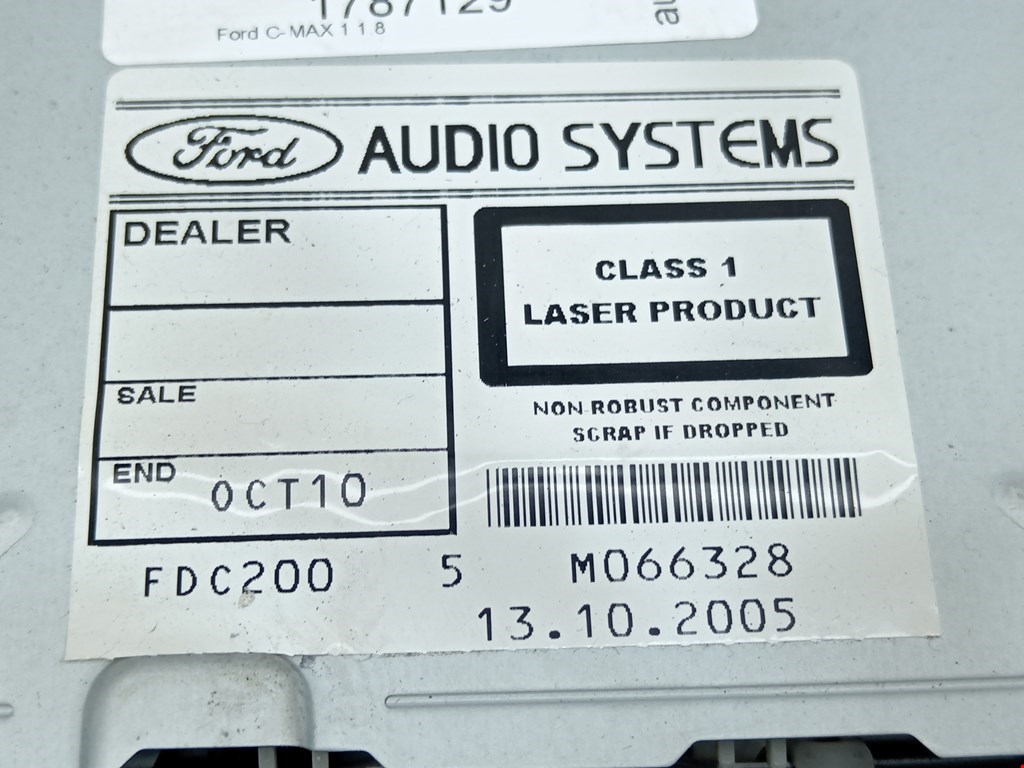 1787129
Ford C-MAX 1 1.8
Ford AUDIO SYSTEMS
DEALER
SALE
END OCT10
CLASS 1
LASER PRODUCT
NON-ROBUST COMPONENT
SCRAP IF DROPPED
FDC200 5 M066328
13.10.2005